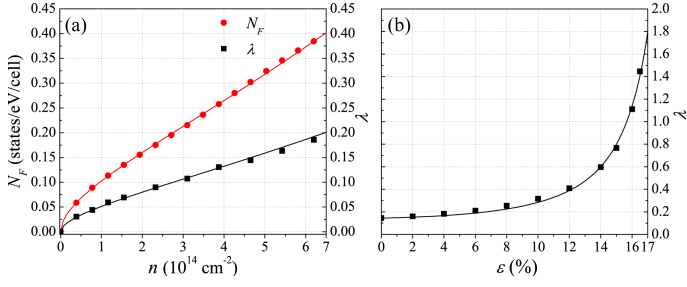 (a)
N_F
λ
0.45
0.40
0.35
0.30
0.25
0.20
0.15
0.10
0.05
0.00
N_F (states/eV/cell)
0 1 2 3 4 5 6 7
n (10^14 cm^-2)
0.45
0.40
0.35
0.30
0.25
0.20
0.15
0.10
0.05
0.00
λ
(b)
0 2 4 6 8 10 12 14 16 17
ε (%)
2.0
1.8
1.6
1.4
1.2
1.0
0.8
0.6
0.4
0.2
0.0
λ